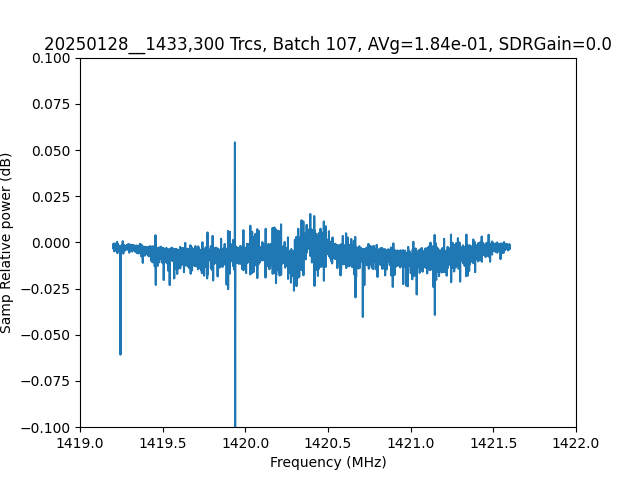 20250128__1433,300 Trcs, Batch 107, AVg=1.84e-01, SDRGain=0.0
0.100
0.075
0.050
0.025
0.000
−0.025
−0.050
−0.075
−0.100
Samp Relative power (dB)
1419.0 1419.5 1420.0 1420.5 1421.0 1421.5 1422.0
Frequency (MHz)